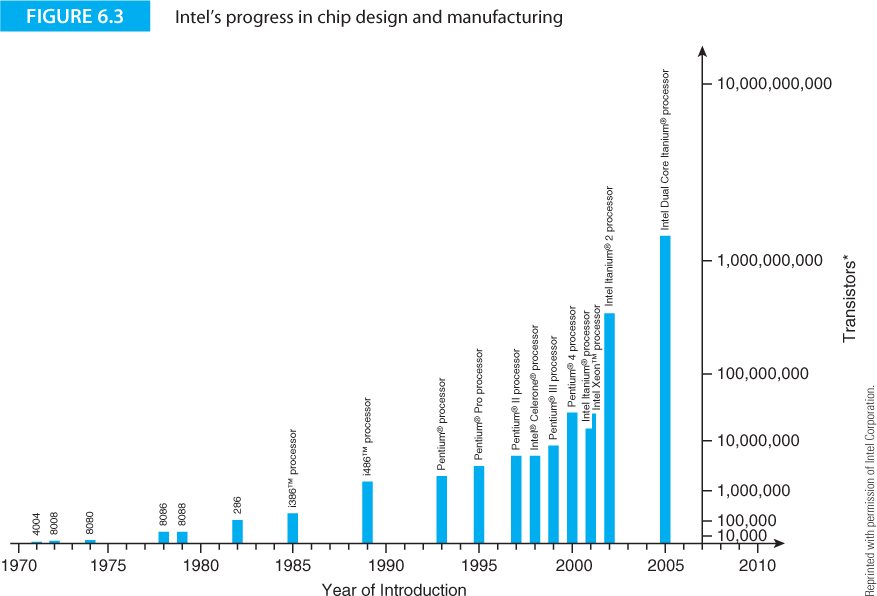 FIGURE 6.3
Intel's progress in chip design and manufacturing
4004
8008
8080
8086
8088
286
i386™ processor
i486™ processor
Pentium® processor
Pentium® Pro processor
Pentium® II processor
Intel® Celerone® processor
Pentium® III processor
Pentium® 4 processor
Intel Itanium® processor
Intel Xeon™ processor
Intel Itanium® 2 processor
Intel Dual Core Itanium® processor
10,000,000,000
1,000,000,000
100,000,000
10,000,000
1,000,000
100,000
10,000
Transistors*
1970 1975 1980 1985 1990 1995 2000 2005 2010
Year of Introduction
Reprinted with permission of Intel Corporation.